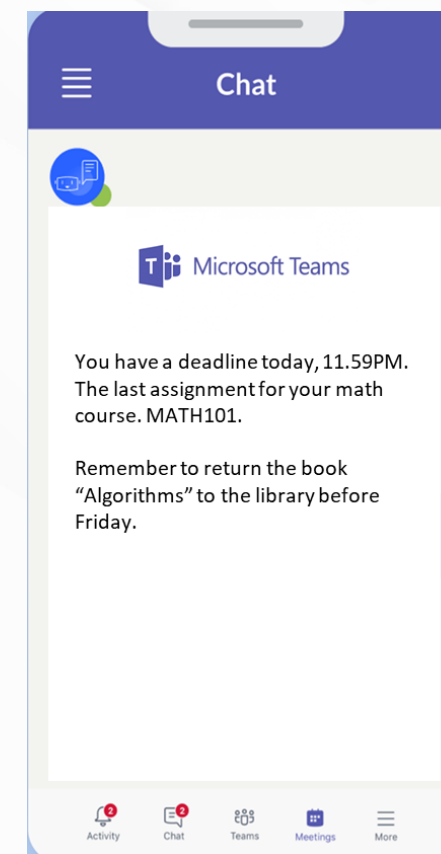 Chat
Microsoft Teams
You have a deadline today, 11.59PM.
The last assignment for your math
course. MATH101.
Remember to return the book
“Algorithms” to the library before
Friday.
2
2
Activity
Chat
Teams
Meetings
More